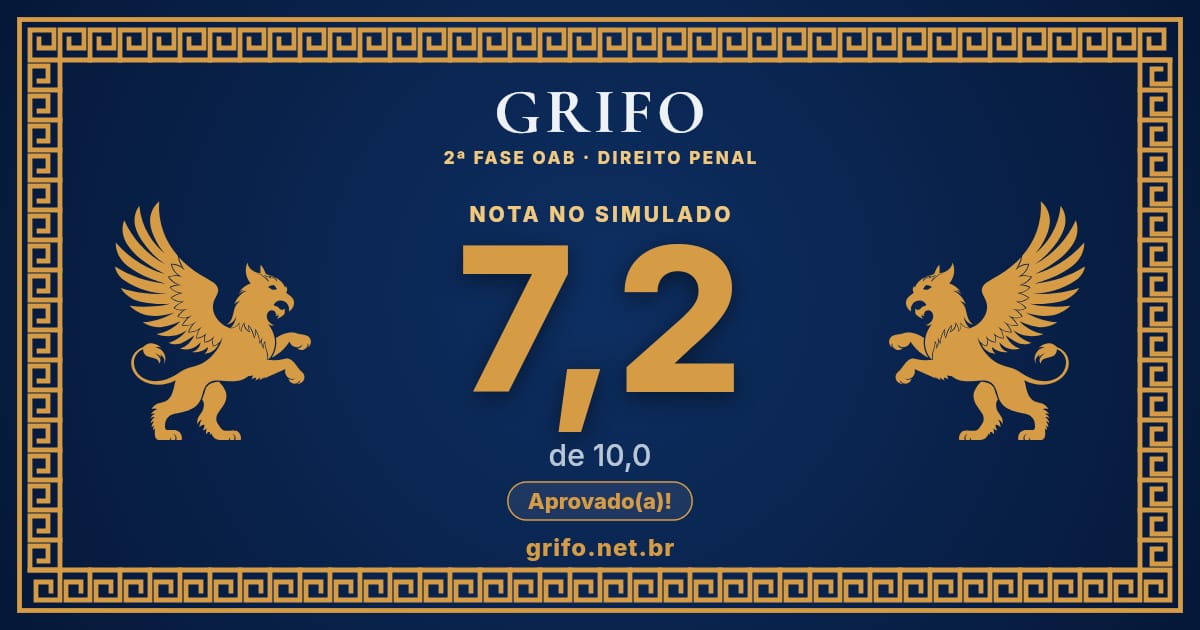 GRIFO
2ª FASE OAB · DIREITO PENAL
NOTA NO SIMULADO
7,2
de 10,0
Aprovado(a)!
grifo.net.br